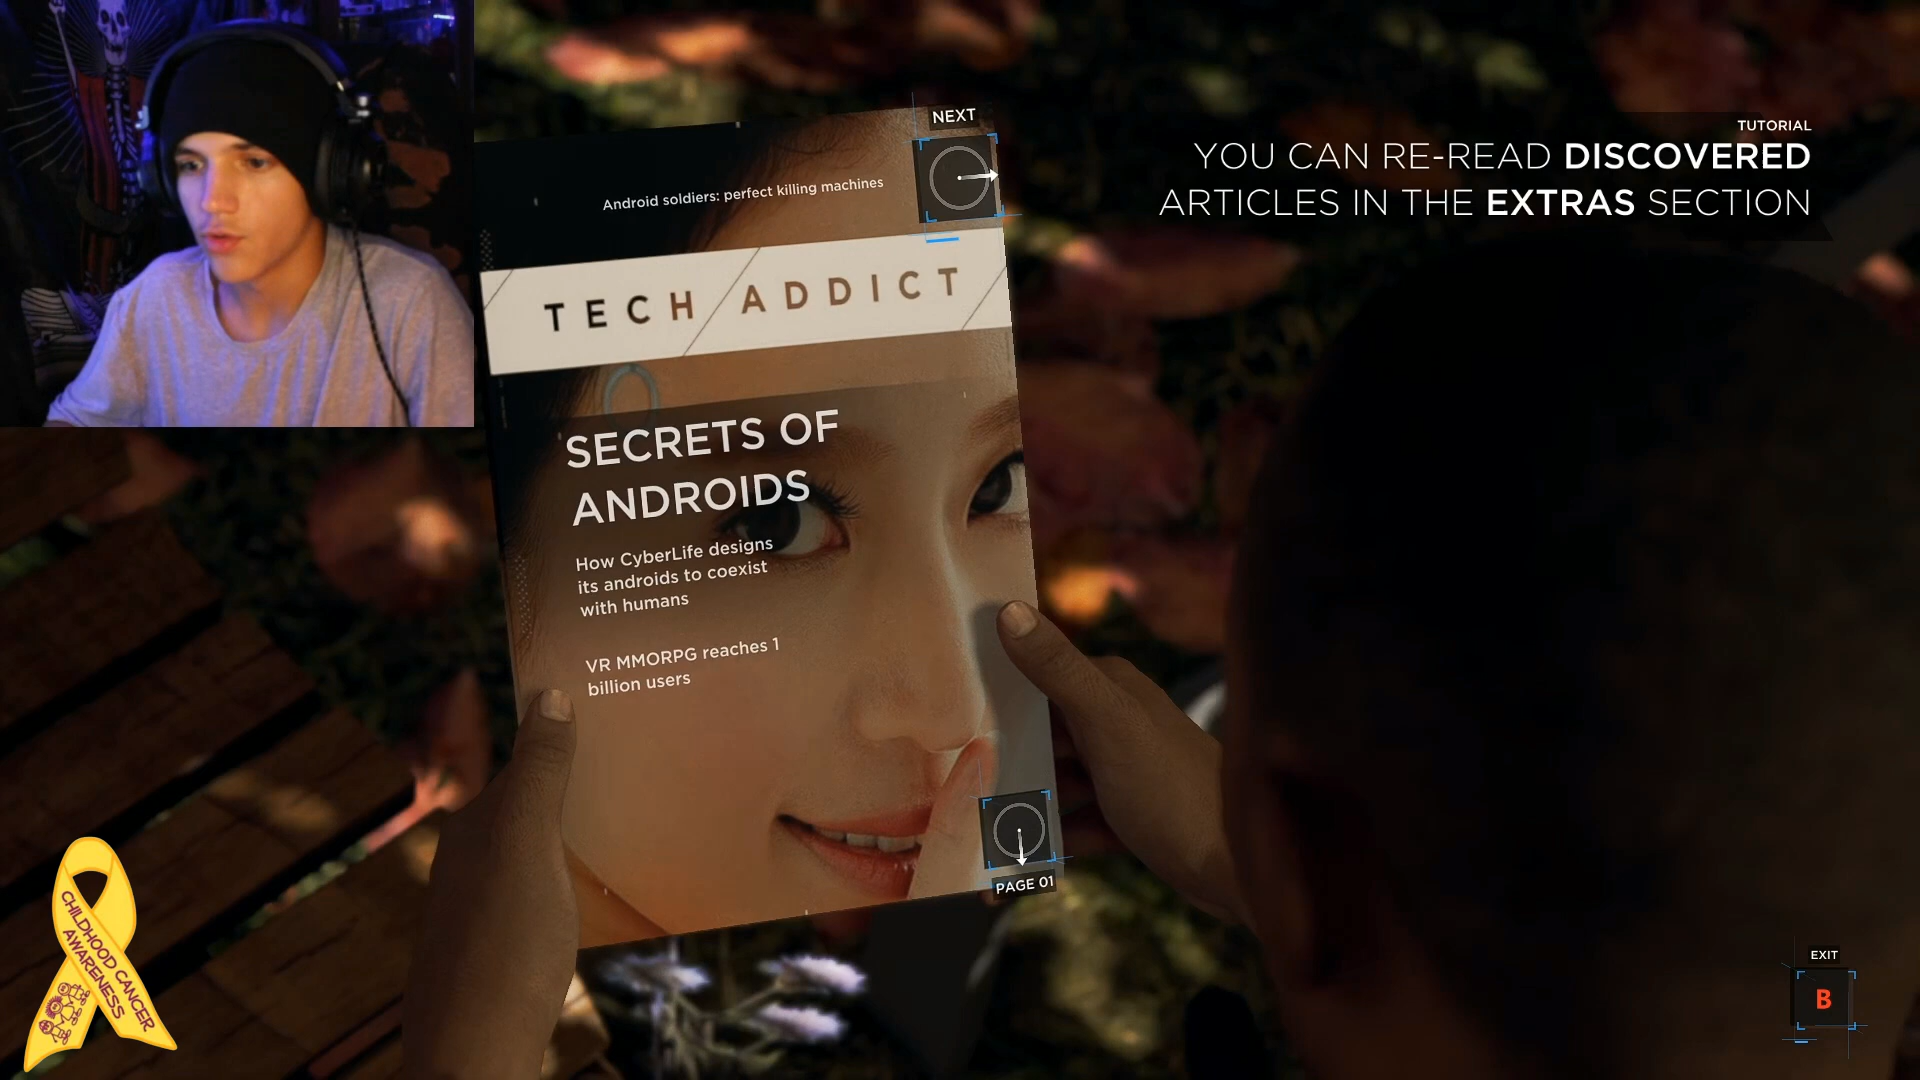 NEXT
TUTORIAL
YOU CAN RE-READ DISCOVERED
ARTICLES IN THE EXTRAS SECTION
Android soldiers: perfect killing machines
TECH ADDICT
SECRETS OF
ANDROIDS
How CyberLife designs
its androids to coexist
with humans
VR MMORPG reaches 1
billion users
PAGE 01
CHILDHOOD CANCER
AWARENESS
EXIT
B